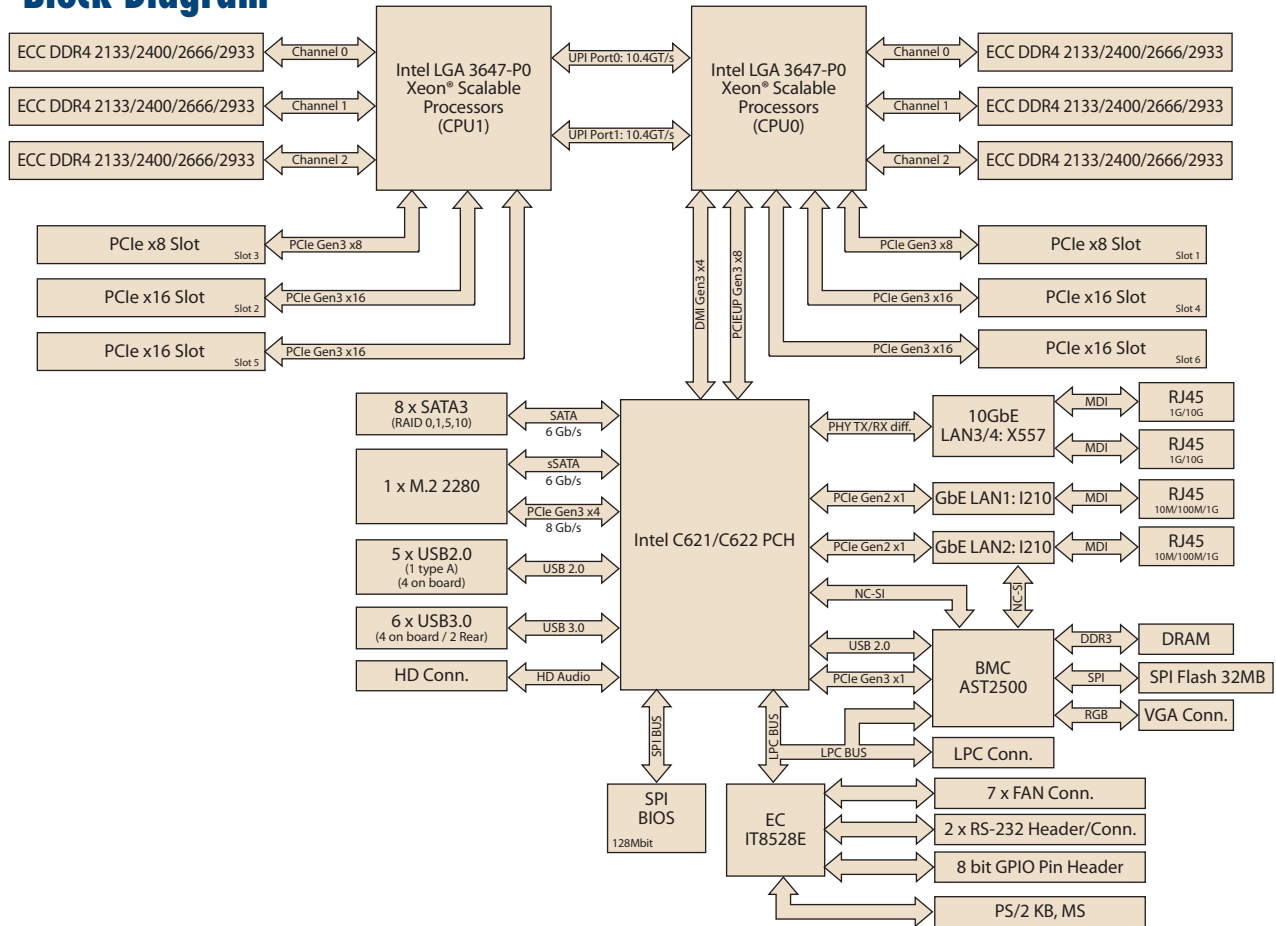 Block Diagram
ECC DDR4 2133/2400/2666/2933
Channel 0
ECC DDR4 2133/2400/2666/2933
Channel 1
ECC DDR4 2133/2400/2666/2933
Channel 2
Intel LGA 3647-P0
Xeon® Scalable
Processors
(CPU1)
UPI Port0: 10.4GT/s
UPI Port1: 10.4GT/s
Intel LGA 3647-P0
Xeon® Scalable
Processors
(CPU0)
Channel 0
ECC DDR4 2133/2400/2666/2933
Channel 1
ECC DDR4 2133/2400/2666/2933
Channel 2
ECC DDR4 2133/2400/2666/2933
PCIe x8 Slot
Slot 3
PCIe Gen3 x8
PCIe x16 Slot
Slot 2
PCIe Gen3 x16
PCIe x16 Slot
Slot 5
PCIe Gen3 x16
DMI Gen3 x4
PCIEUP Gen3 x8
PCIe Gen3 x8
PCIe x8 Slot
Slot 1
PCIe Gen3 x16
PCIe x16 Slot
Slot 4
PCIe Gen3 x16
PCIe x16 Slot
Slot 6
8 x SATA3
(RAID 0,1,5,10)
SATA
6 Gb/s
1 x M.2 2280
sSATA
6 Gb/s
PCIe Gen3 x4
8 Gb/s
5 x USB2.0
(1 type A)
(4 on board)
USB 2.0
6 x USB3.0
(4 on board / 2 Rear)
USB 3.0
HD Conn.
HD Audio
Intel C621/C622 PCH
PHY TX/RX diff.
10GbE
LAN3/4: X557
MDI
RJ45
1G/10G
MDI
RJ45
1G/10G
PCIe Gen2 x1
GbE LAN1: I210
MDI
RJ45
10M/100M/1G
PCIe Gen2 x1
GbE LAN2: I210
MDI
RJ45
10M/100M/1G
NC-SI
NC-SI
USB 2.0
PCIe Gen3 x1
BMC
AST2500
DDR3
DRAM
SPI
SPI Flash 32MB
RGB
VGA Conn.
SPI BUS
LPC BUS
LPC BUS
LPC Conn.
SPI
BIOS
128Mbit
EC
IT8528E
7 x FAN Conn.
2 x RS-232 Header/Conn.
8 bit GPIO Pin Header
PS/2 KB, MS